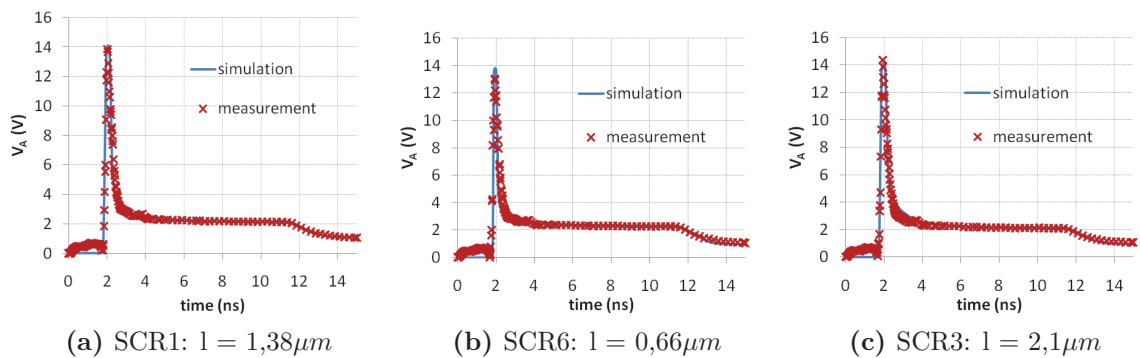 16
14
12
10
8
6
4
2
0
V_A (V)
simulation
measurement
0 2 4 6 8 10 12 14
time (ns)
(a) SCR1: l = 1,38μm
16
14
12
10
8
6
4
2
0
V_A (V)
simulation
measurement
0 2 4 6 8 10 12 14
time (ns)
(b) SCR6: l = 0,66μm
16
14
12
10
8
6
4
2
0
V_A (V)
simulation
measurement
0 2 4 6 8 10 12 14
time (ns)
(c) SCR3: l = 2,1μm